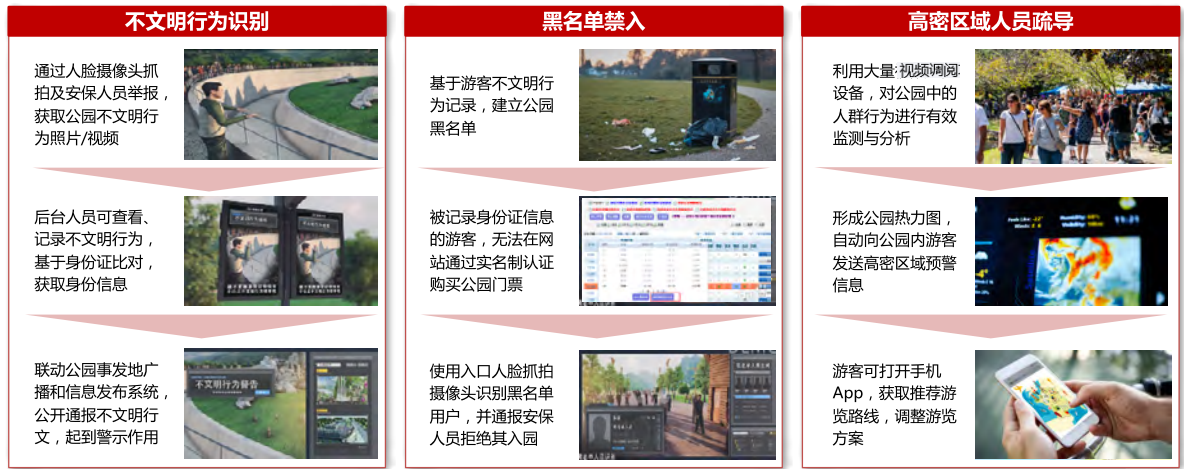 不文明行为识别
通过人脸摄像头抓
拍及安保人员举报，
获取公园不文明行
为照片/视频
后台人员可查看、
记录不文明行为，
基于身份证比对，
获取身份信息
联动公园事发地广
播和信息发布系统，
公开通报不文明行
文，起到警示作用
不文明行为警告
黑名单禁入
基于游客不文明行
为记录，建立公园
黑名单
被记录身份证信息
的游客，无法在网
站通过实名制认证
购买公园门票
使用入口人脸抓拍
摄像头识别黑名单
用户，并通报安保
人员拒绝其入园
高密区域人员疏导
利用大量 视频调阅
设备，对公园中的
人群行为进行有效
监测与分析
形成公园热力图，
自动向公园内游客
发送高密区域预警
信息
游客可打开手机
App，获取推荐游
览路线，调整游览
方案